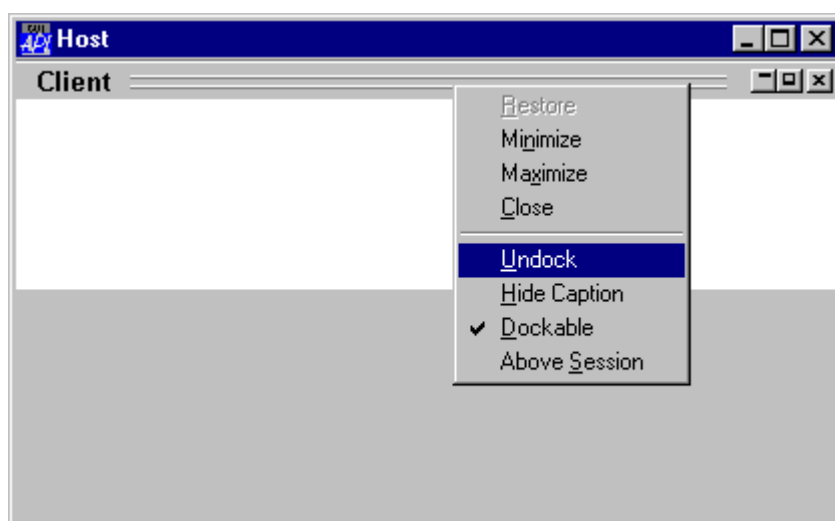 Host
Client
Restore
Minimize
Maximize
Close
Undock
Hide Caption
Dockable
Above Session